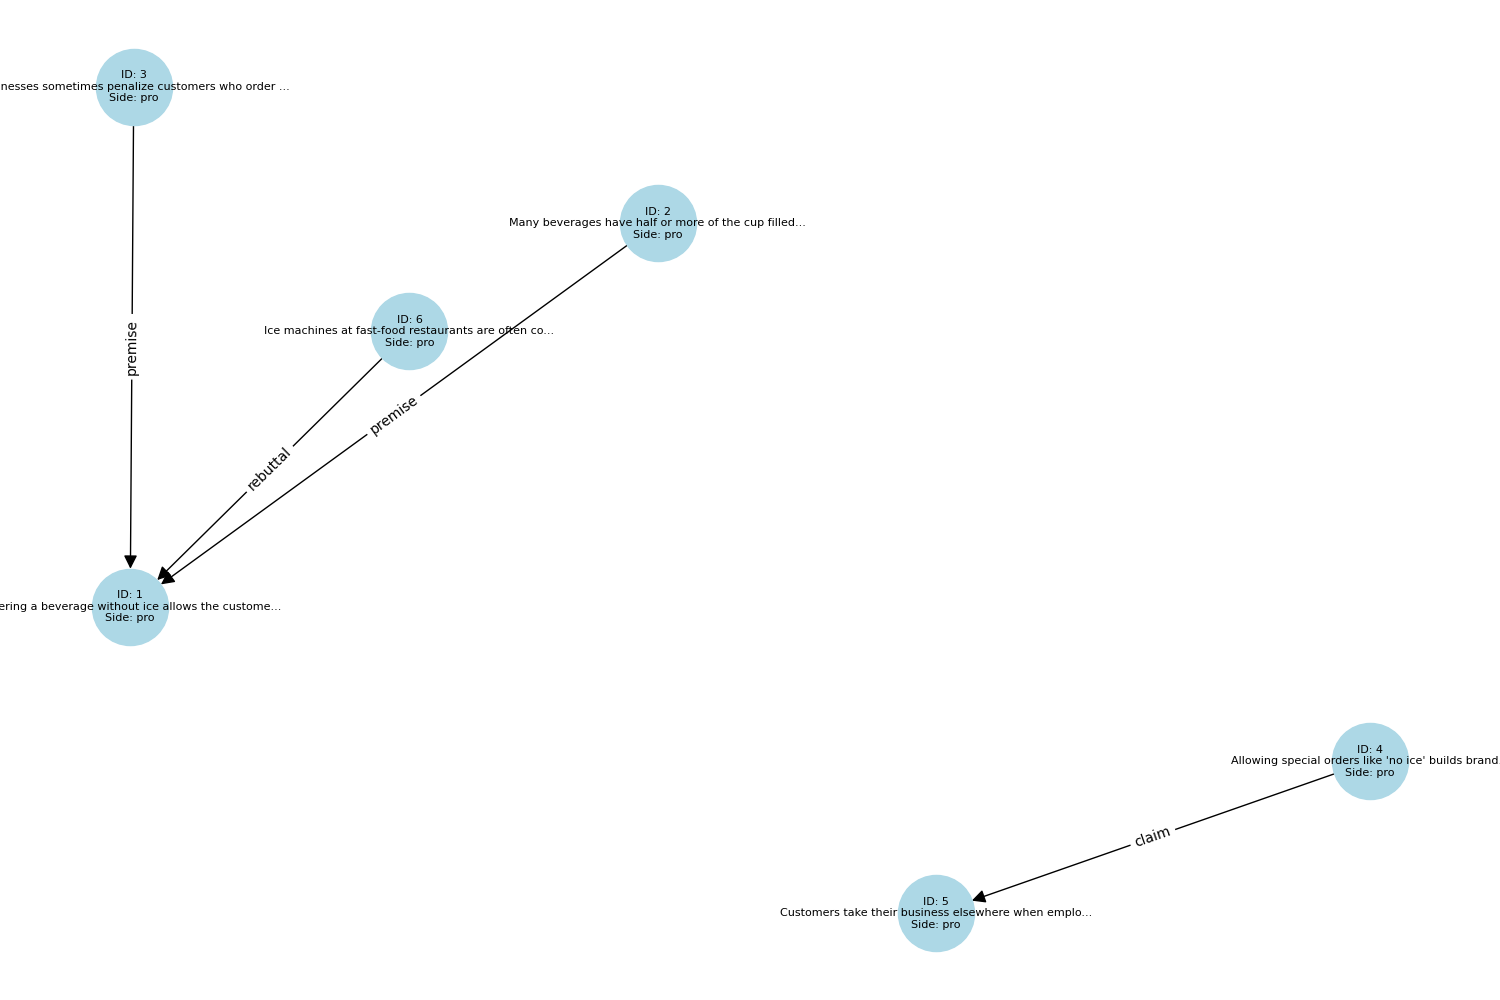 ID: 3
sometimes penalize customers who order ...
Side: pro
ID: 2
Many beverages have half or more of the cup filled...
Side: pro
ID: 6
Ice machines at fast-food restaurants are often co...
Side: pro
premise
premise
rebuttal
ID: 1
a beverage without ice allows the custome...
Side: pro
ID: 4
Allowing special orders like 'no ice' builds brand
Side: pro
claim
ID: 5
Customers take their business elsewhere when emplo...
Side: pro